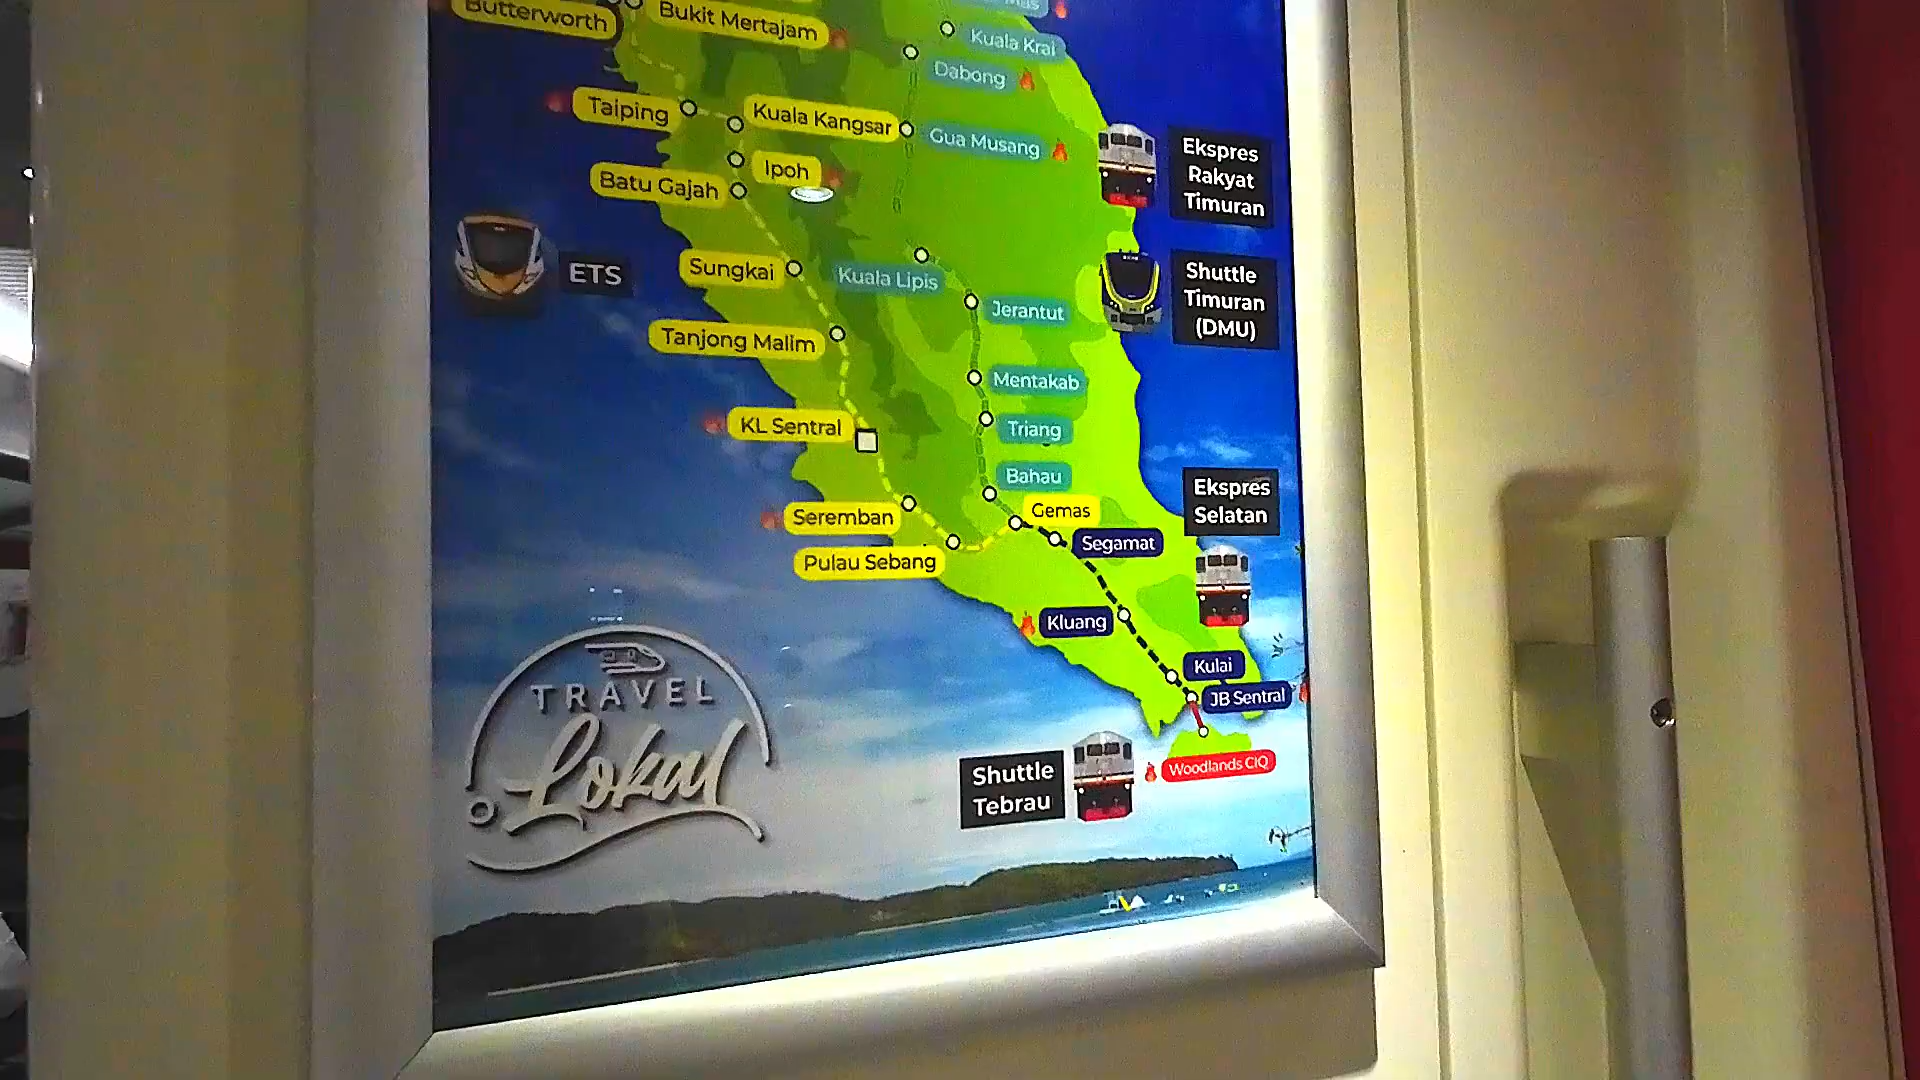 Butterworth
Bukit Mertajam
Kuala Krai
Dabong
Taiping
Kuala Kangsar
Gua Musang
Ipoh
Batu Gajah
Ekspres
Rakyat
Timuran
ETS
Sungkai
Kuala Lipis
Jerantut
Shuttle
Timuran
(DMU)
Tanjong Malim
Mentakab
KL Sentral
Triang
Bahau
Ekspres
Selatan
Seremban
Gemas
Pulau Sebang
Segamat
Kluang
Kulai
JB Sentral
TRAVEL
Lokal
Shuttle
Tebrau
Woodlands CIQ